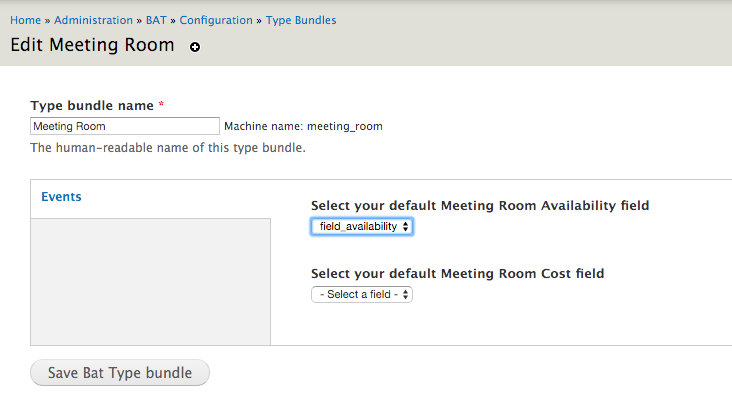 Home » Administration » BAT » Configuration » Type Bundles
Edit Meeting Room
Type bundle name *
Meeting Room Machine name: meeting_room
The human-readable name of this type bundle.
Events
Select your default Meeting Room Availability field
field_availability
Select your default Meeting Room Cost field
- Select a field -
Save Bat Type bundle